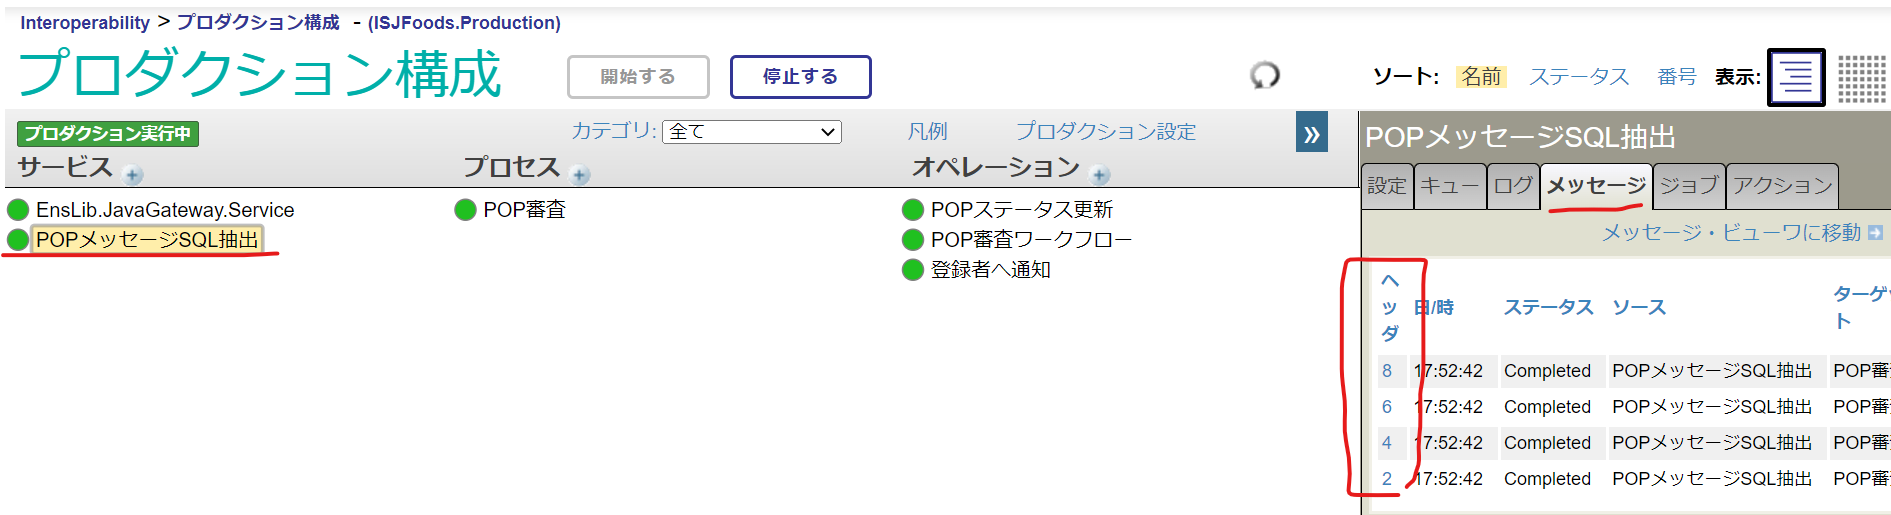 Interoperability > プロダクション構成 - (ISJFoods.Production)
プロダクション構成 開始する 停止する ソート: 名前 ステータス 番号 表示:
プロダクション実行中 カテゴリ: 全て 凡例 プロダクション設定 »
サービス プロセス オペレーション
EnsLib.JavaGateway.Service POP審査 POPステータス更新
POPメッセージSQL抽出 POP審査ワークフロー
登録者へ通知
POPメッセージSQL抽出
設定 キュー ログ メッセージ ジョブ アクション
メッセージ・ビューワに移動
ヘッダ 日/時 ステータス ソース ターゲット
8 17:52:42 Completed POPメッセージSQL抽出 POP審
6 17:52:42 Completed POPメッセージSQL抽出 POP審
4 17:52:42 Completed POPメッセージSQL抽出 POP審
2 17:52:42 Completed POPメッセージSQL抽出 POP審